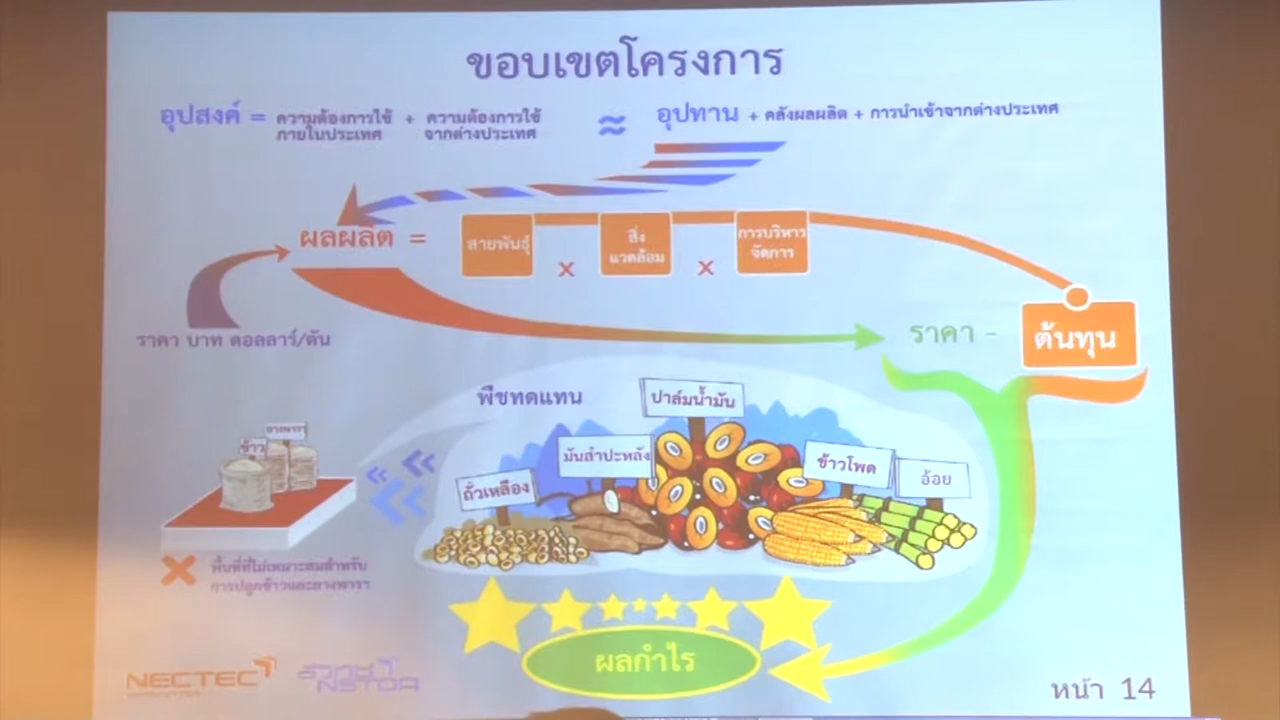 ขอบเขตโครงการ
อุปสงค์ = ความต้องการใช้ภายในประเทศ + ความต้องการใช้จากต่างประเทศ ≈ อุปทาน + คลังผลผลิต + การนำเข้าจากต่างประเทศ
ผลผลิต = สายพันธุ์ x สิ่งแวดล้อม x การบริหารจัดการ
ราคา บาท ดอลลาร์/ตัน
ราคา - ต้นทุน
พืชทดแทน
ปาล์มน้ำมัน
มันสำปะหลัง
ข้าวโพด
อ้อย
ถั่วเหลือง
ยางพารา
ข้าว
พื้นที่ที่ไม่เหมาะสมสำหรับ
การปลูกข้าวและยางพารา
ผลกำไร
NECTEC
สวทช
NSTDA
หน้า 14